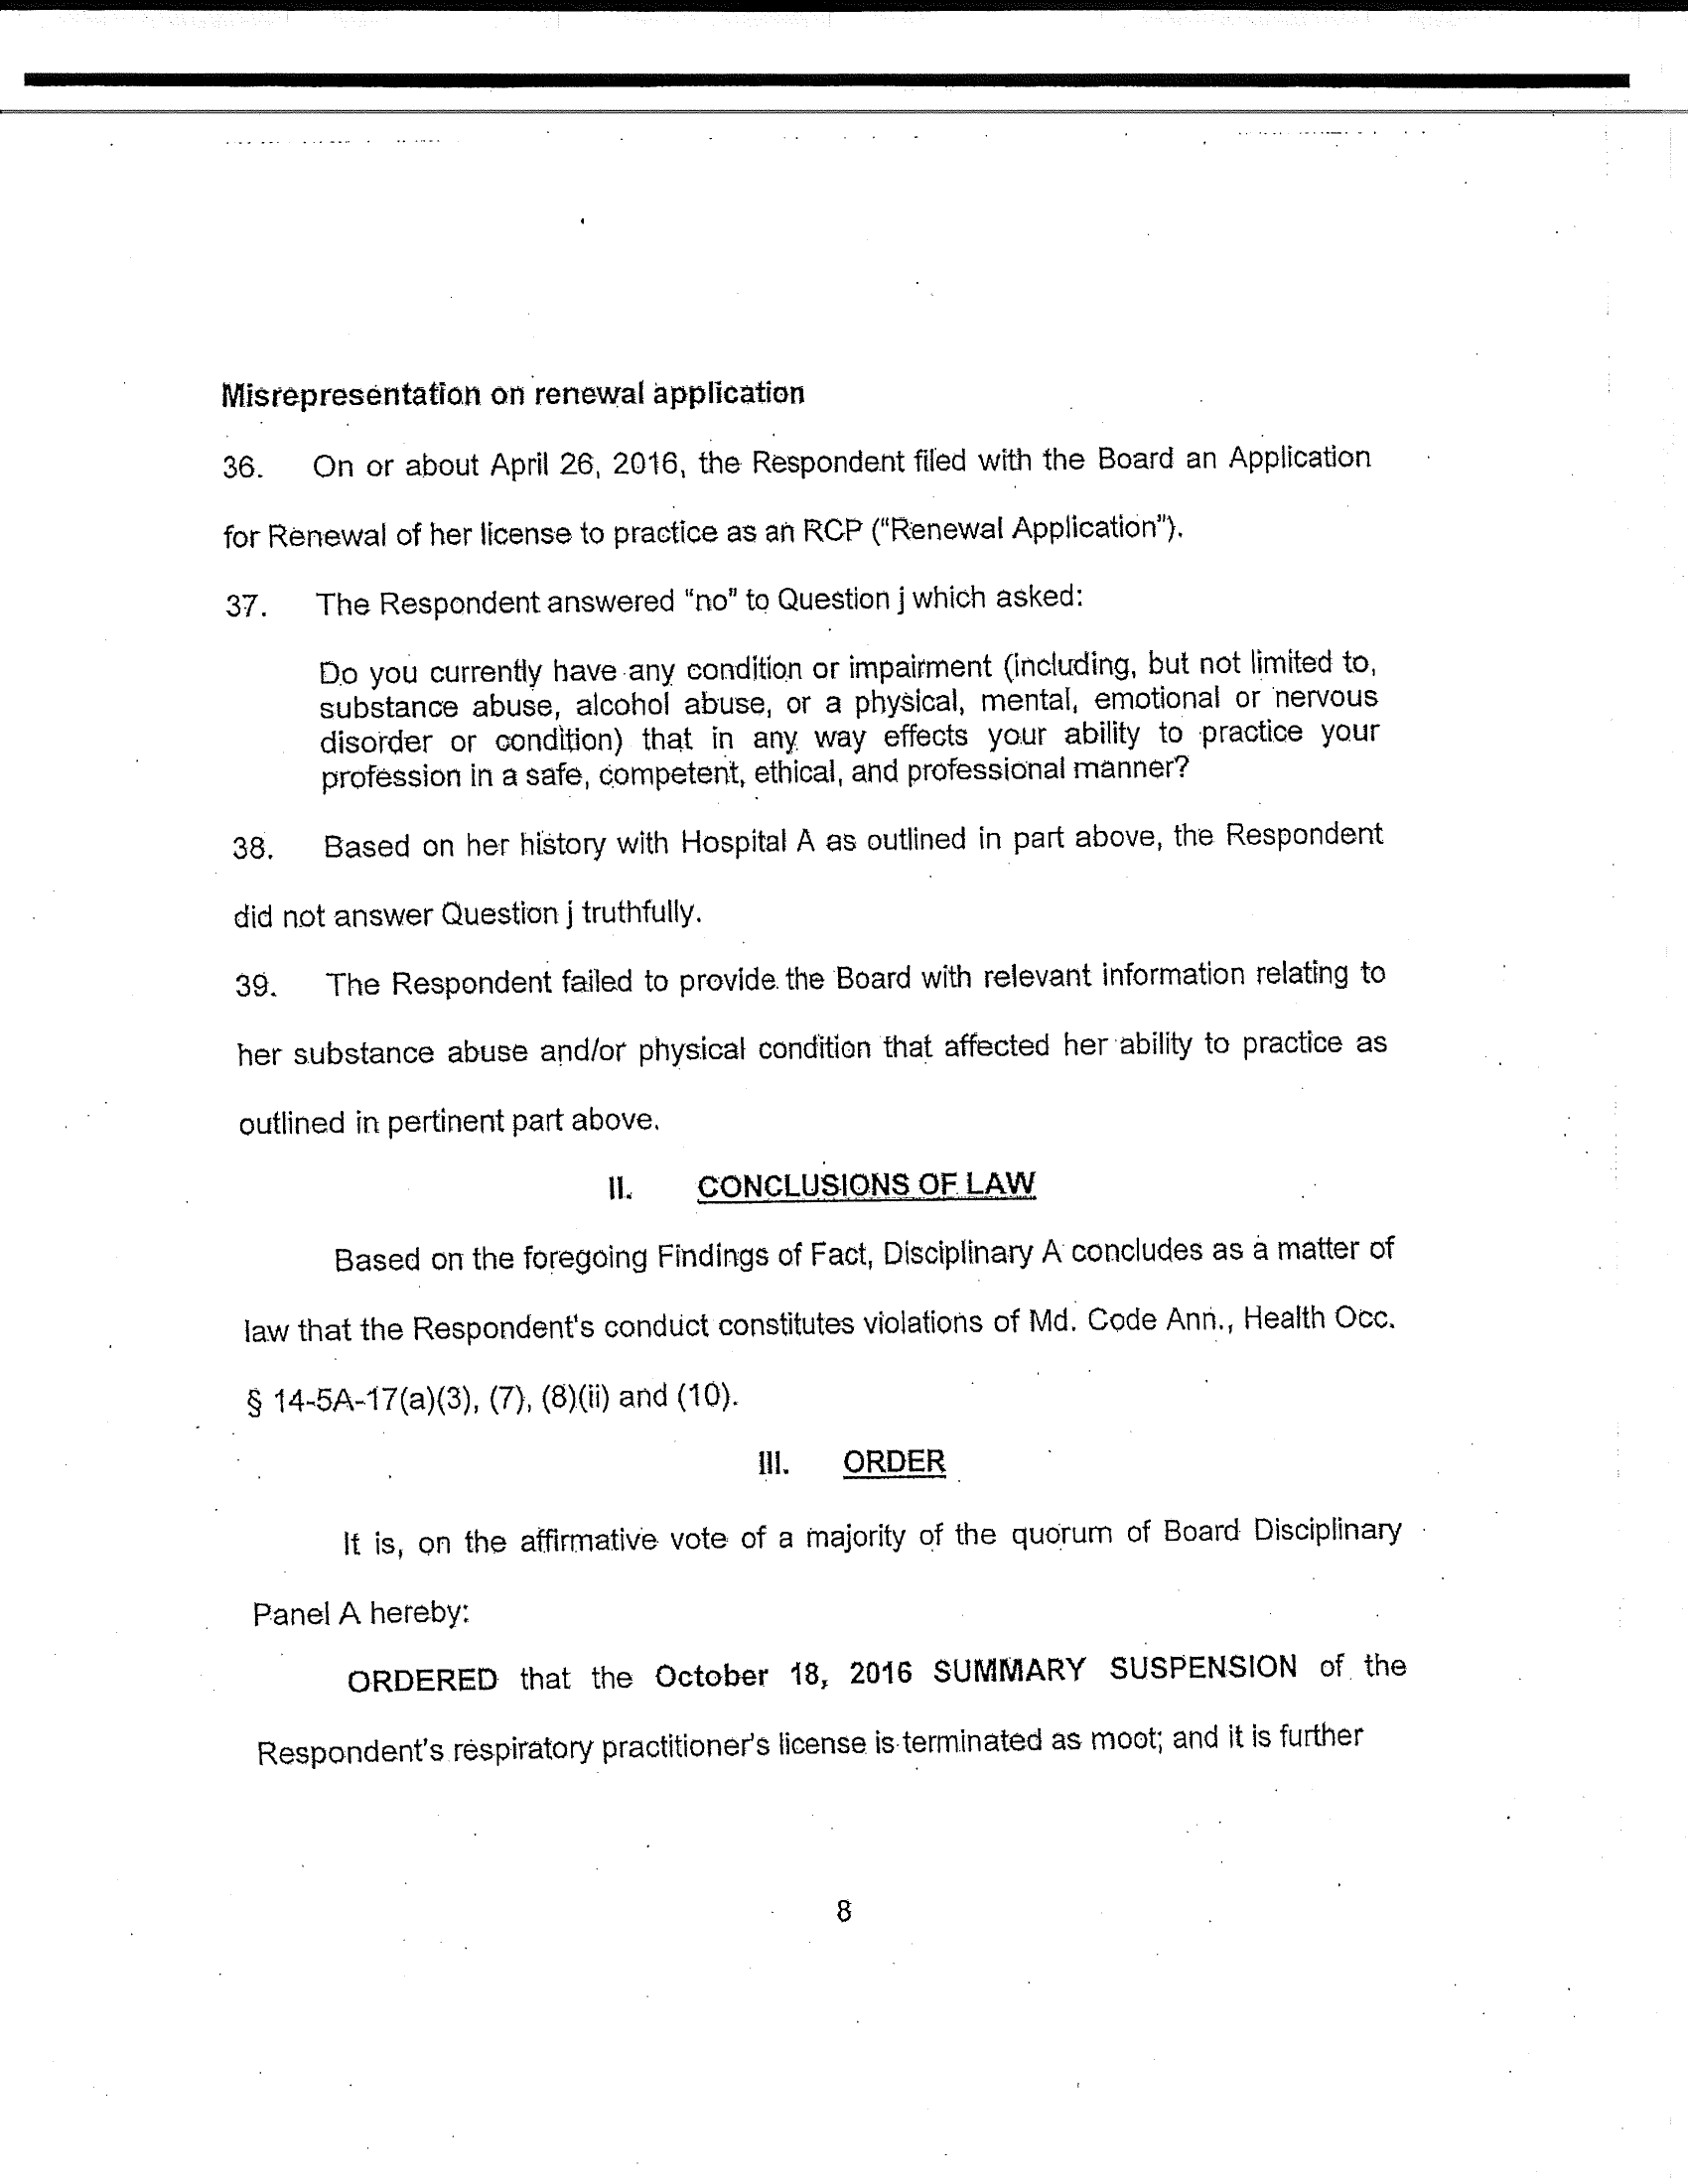 Misrepresentation on renewal application
36. On or about April 26, 2016, the Respondent filed with the Board an Application
for Renewal of her license to practice as an RCP ("Renewal Application").
37. The Respondent answered "no" to Question j which asked:
Do you currently have any condition or impairment (including, but not limited to,
substance abuse, alcohol abuse, or a physical, mental, emotional or nervous
disorder or condition) that in any way effects your ability to practice your
profession in a safe, competent, ethical, and professional manner?
38. Based on her history with Hospital A as outlined in part above, the Respondent
did not answer Question j truthfully.
39. The Respondent failed to provide the Board with relevant information relating to
her substance abuse and/or physical condition that affected her ability to practice as
outlined in pertinent part above.
II. CONCLUSIONS OF LAW
Based on the foregoing Findings of Fact, Disciplinary A concludes as a matter of
law that the Respondent's conduct constitutes violations of Md. Code Ann., Health Occ.
§ 14-5A-17(a)(3), (7), (8)(ii) and (10).
III. ORDER
It is, on the affirmative vote of a majority of the quorum of Board Disciplinary
Panel A hereby:
ORDERED that the October 18, 2016 SUMMARY SUSPENSION of the
Respondent's respiratory practitioner's license is terminated as moot; and it is further
8